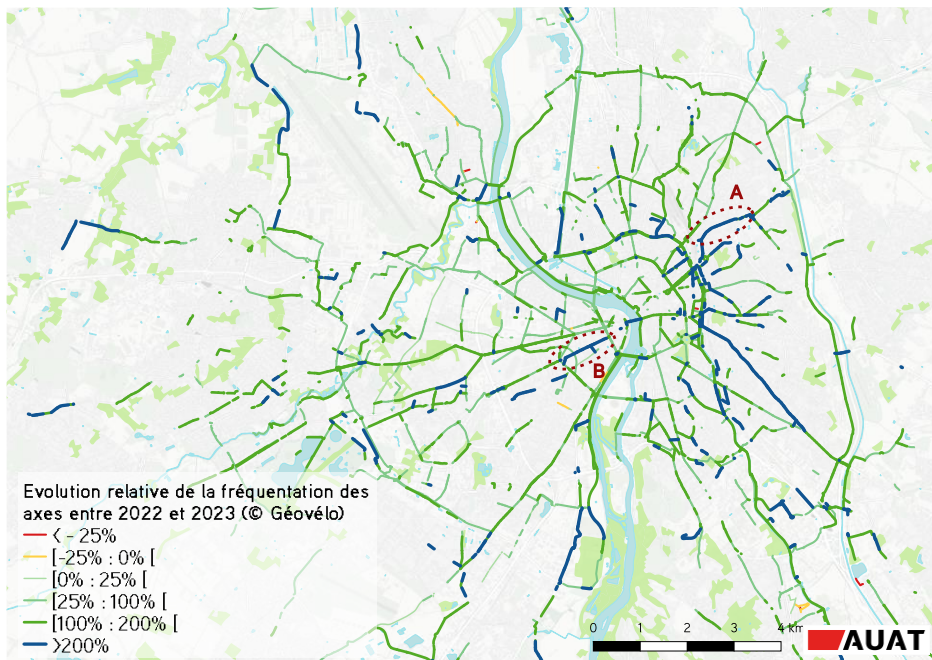 A
B
Evolution relative de la fréquentation des
axes entre 2022 et 2023 (© Géovélo)
< - 25%
[-25% : 0% [
[0% : 25% [
[25% : 100% [
[100% : 200% [
>200%
0 1 2 3 4 km
AUAT